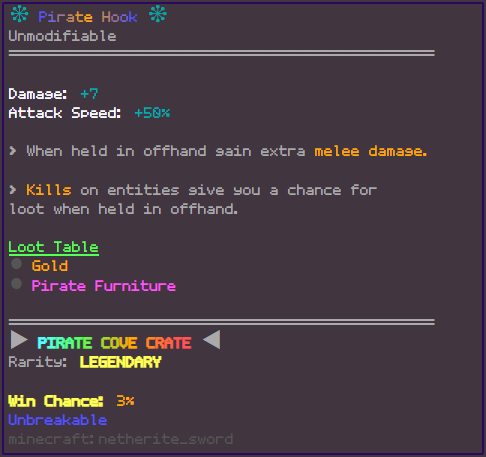 Pirate Hook
Unmodifiable
Damage: +7
Attack Speed: +50%
> When held in offhand gain extra melee damage.
> Kills on entities give you a chance for
loot when held in offhand.
Loot Table
● Gold
● Pirate Furniture
▶ PIRATE COVE CRATE ◀
Rarity: LEGENDARY
Win Chance: 3%
Unbreakable
minecraft:netherite_sword